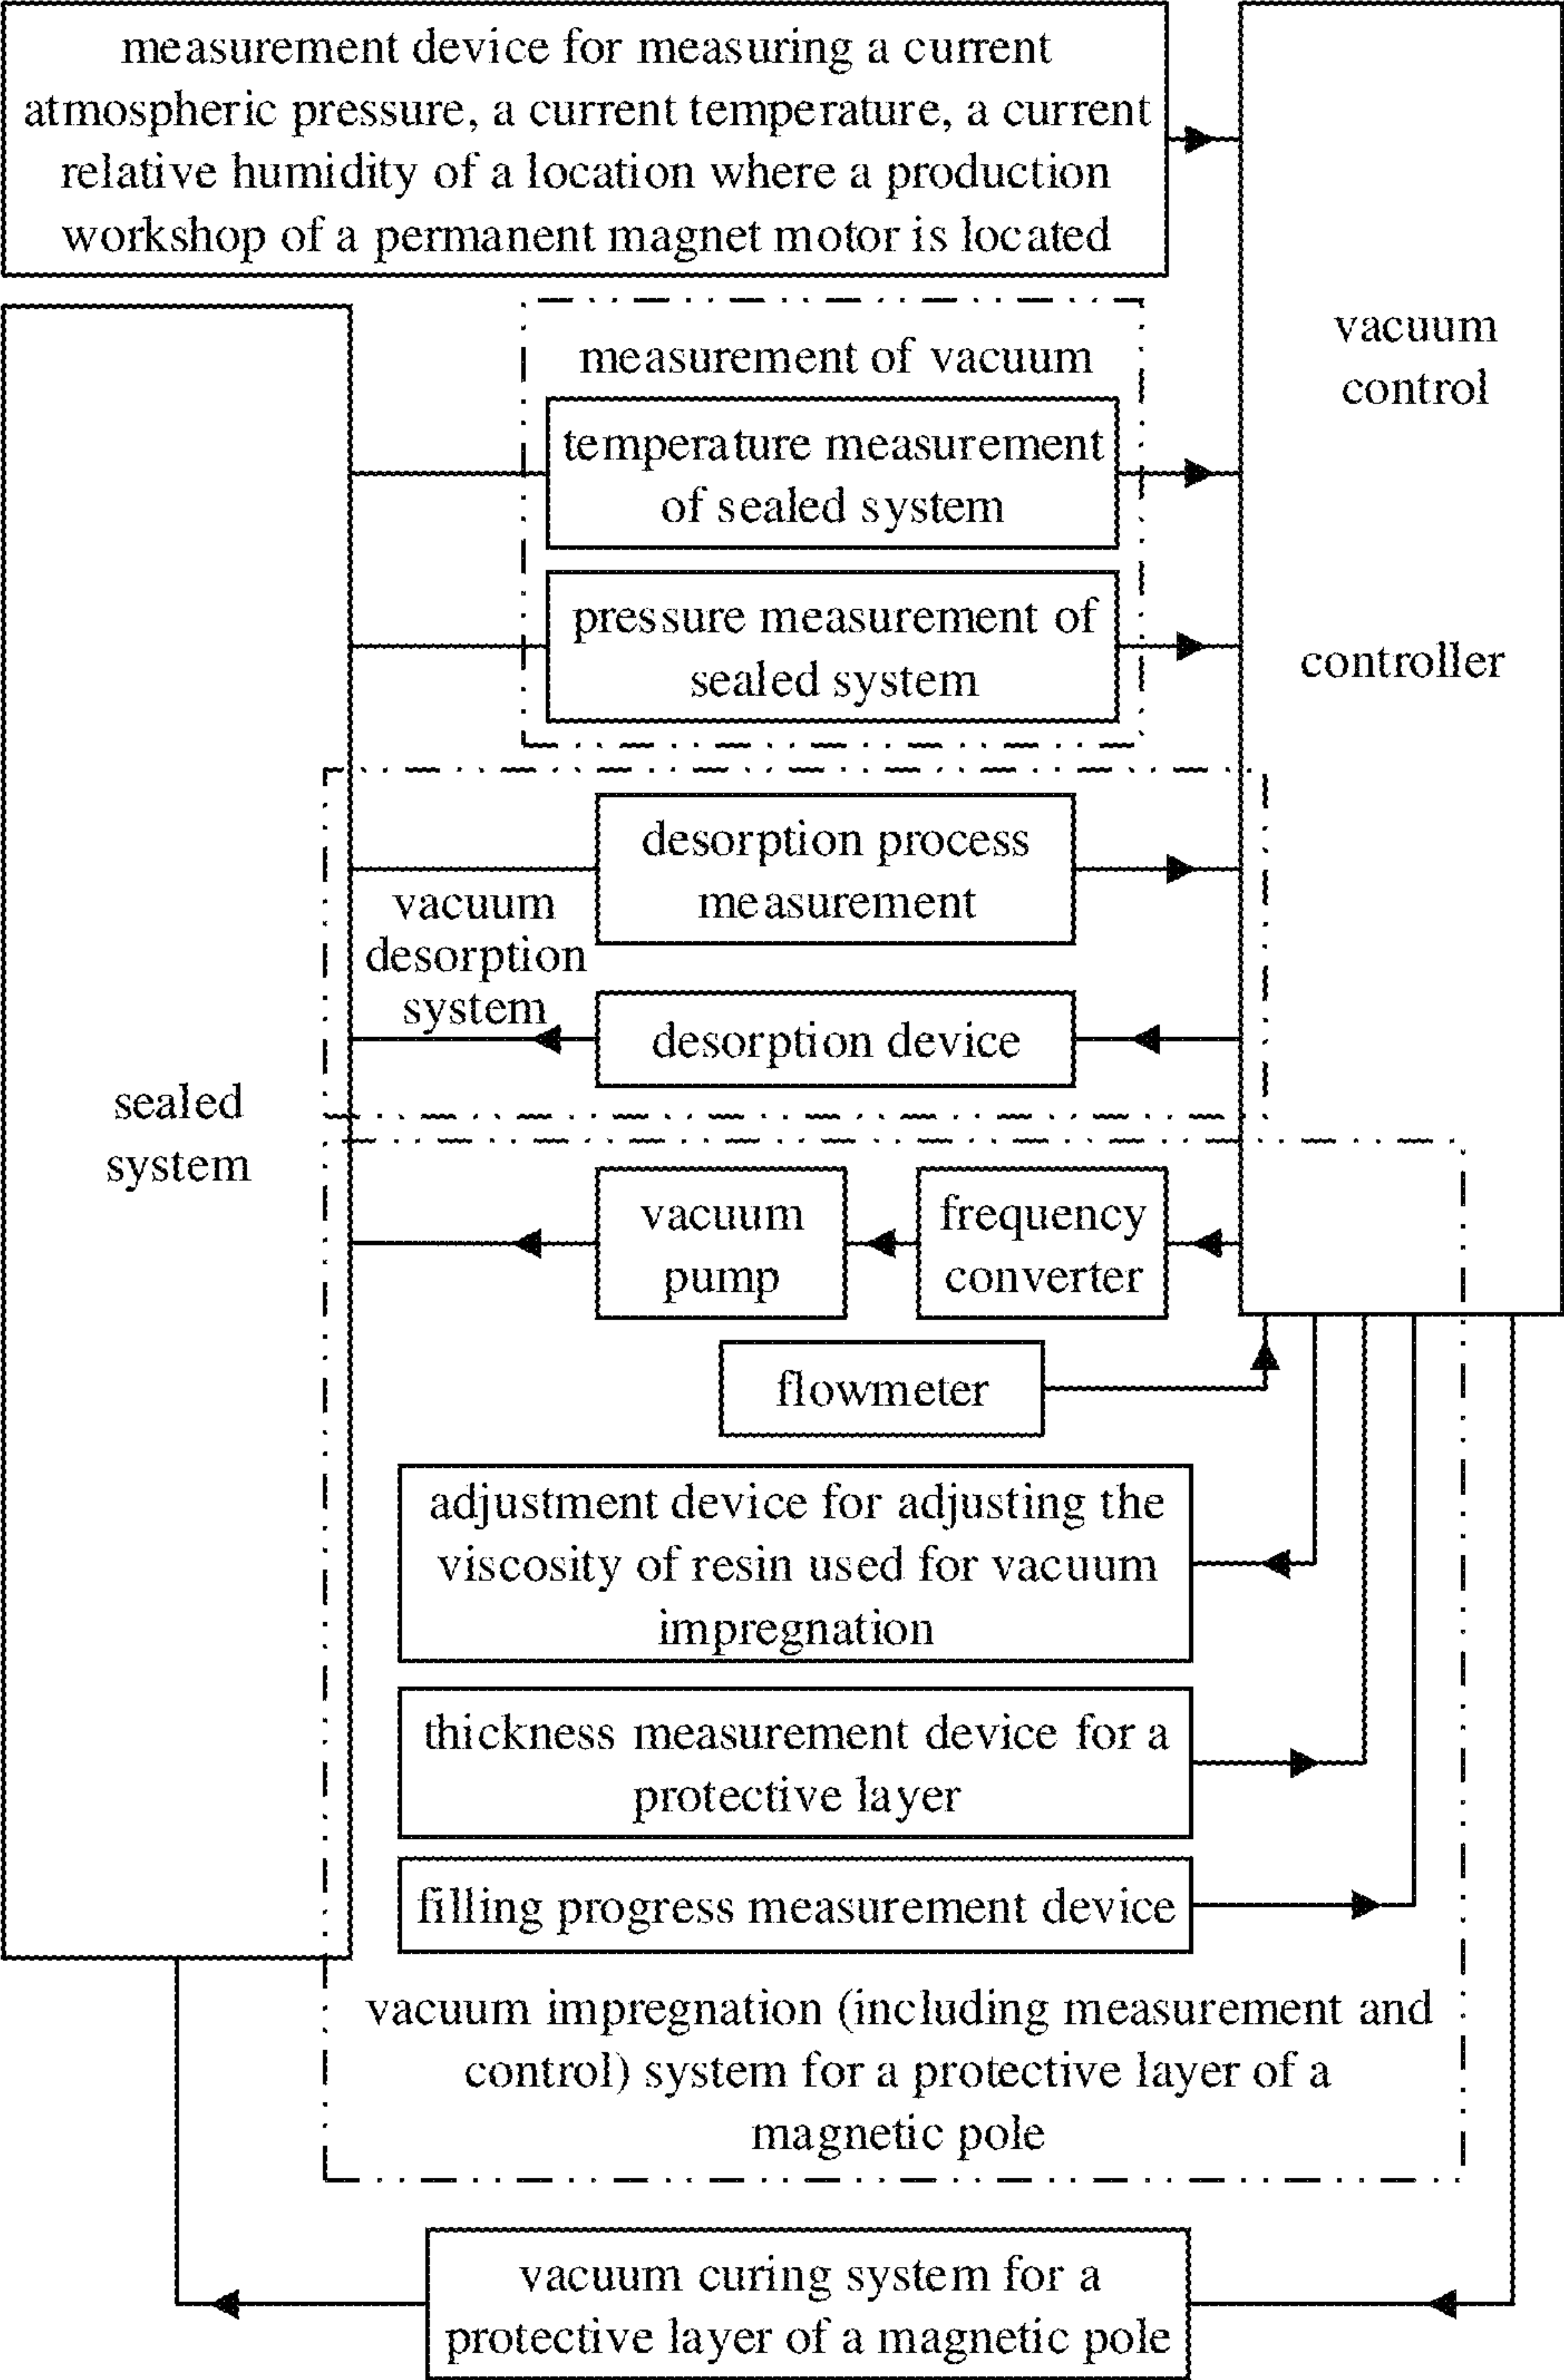 measurement device for measuring a current
atmospheric pressure, a current temperature, a current
relative humidity of a location where a production
workshop of a permanent magnet motor is located
vacuum
control
controller
measurement of vacuum
temperature measurement
of sealed system
pressure measurement of
sealed system
desorption process
measurement
vacuum
desorption
system
desorption device
sealed
system
vacuum
pump
frequency
converter
flowmeter
adjustment device for adjusting the
viscosity of resin used for vacuum
impregnation
thickness measurement device for a
protective layer
filling progress measurement device
vacuum impregnation (including measurement and
control) system for a protective layer of a
magnetic pole
vacuum curing system for a
protective layer of a magnetic pole